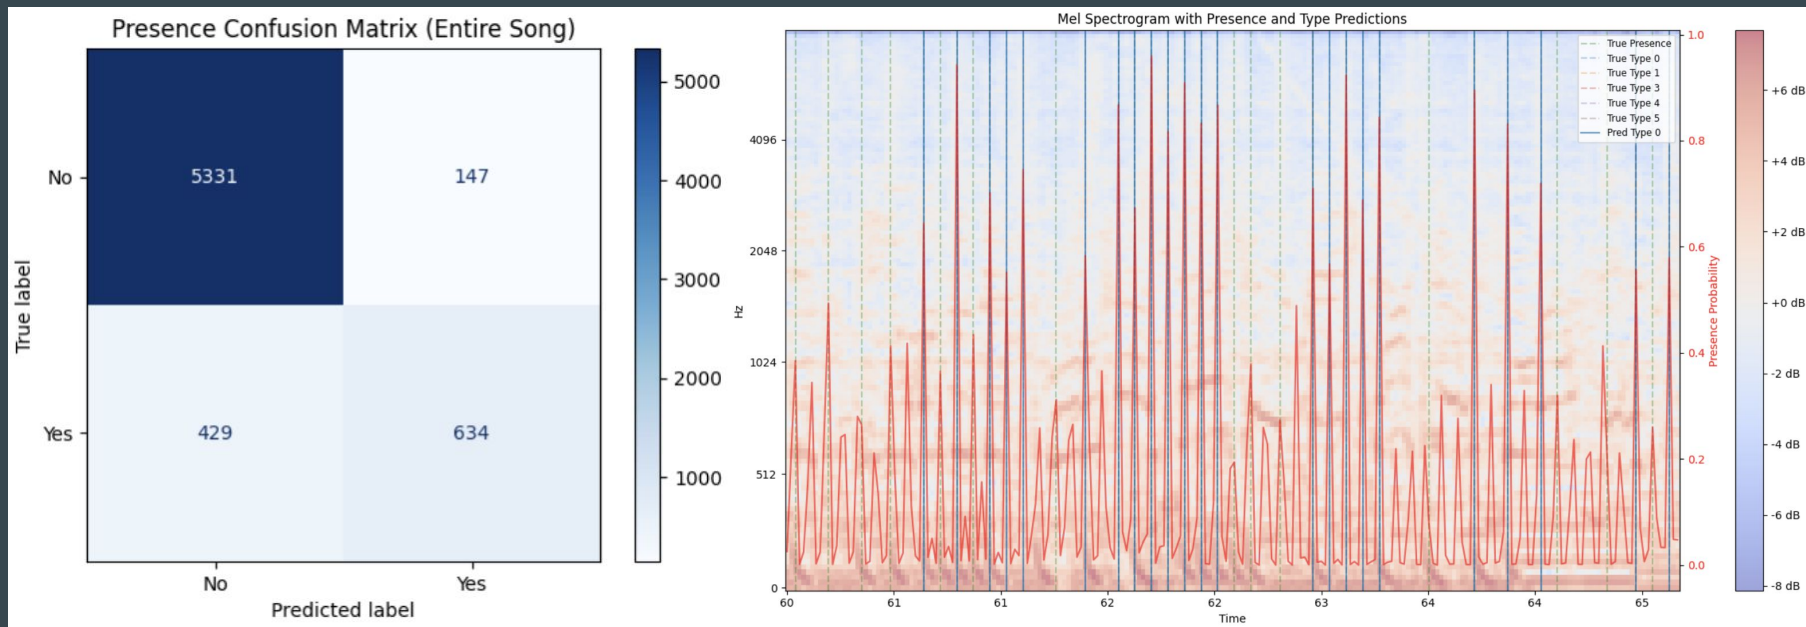 Presence Confusion Matrix (Entire Song)
True label
No
Yes
5331
147
429
634
No
Yes
Predicted label
5000
4000
3000
2000
1000
Mel Spectrogram with Presence and Type Predictions
Hz
4096
2048
1024
512
0
60
61
61
62
62
63
64
64
65
Time
True Presence
True Type 0
True Type 1
True Type 3
True Type 4
True Type 5
Pred Type 0
1.0
0.8
0.6
0.4
0.2
0.0
Presence Probability
+6 dB
+4 dB
+2 dB
+0 dB
-2 dB
-4 dB
-6 dB
-8 dB